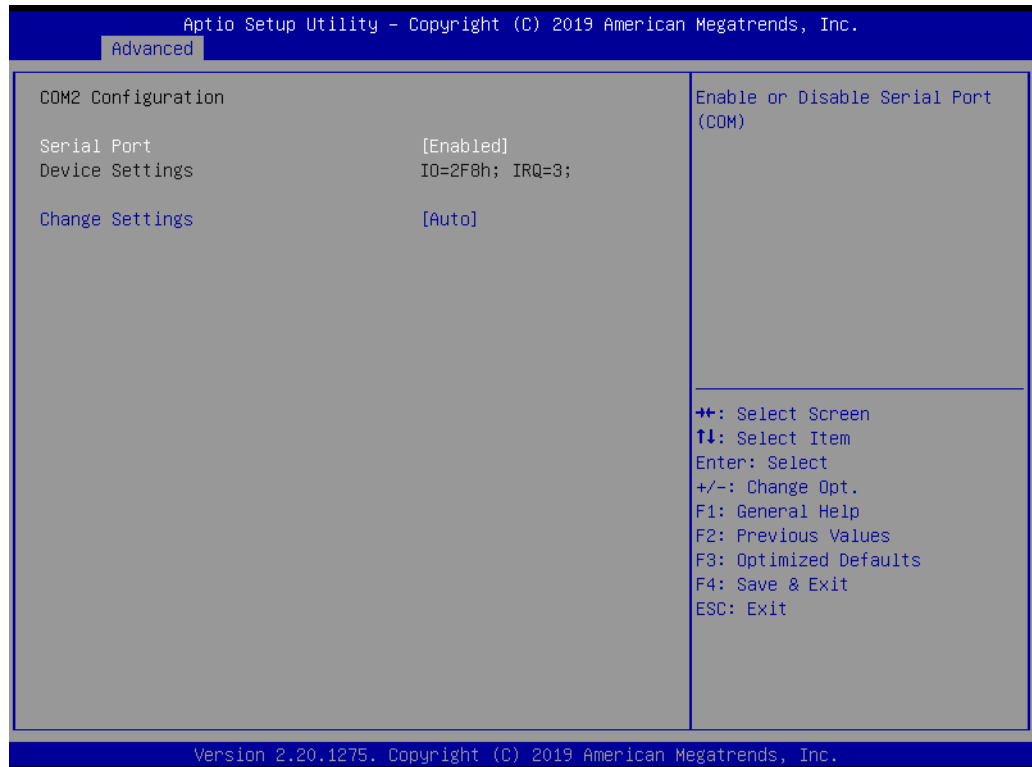 Aptio Setup Utility – Copyright (C) 2019 American Megatrends, Inc.
Advanced
COM2 Configuration
Serial Port [Enabled]
Device Settings IO=2F8h; IRQ=3;
Change Settings [Auto]
Enable or Disable Serial Port
(COM)
→←: Select Screen
↑↓: Select Item
Enter: Select
+/-: Change Opt.
F1: General Help
F2: Previous Values
F3: Optimized Defaults
F4: Save & Exit
ESC: Exit
Version 2.20.1275. Copyright (C) 2019 American Megatrends, Inc.